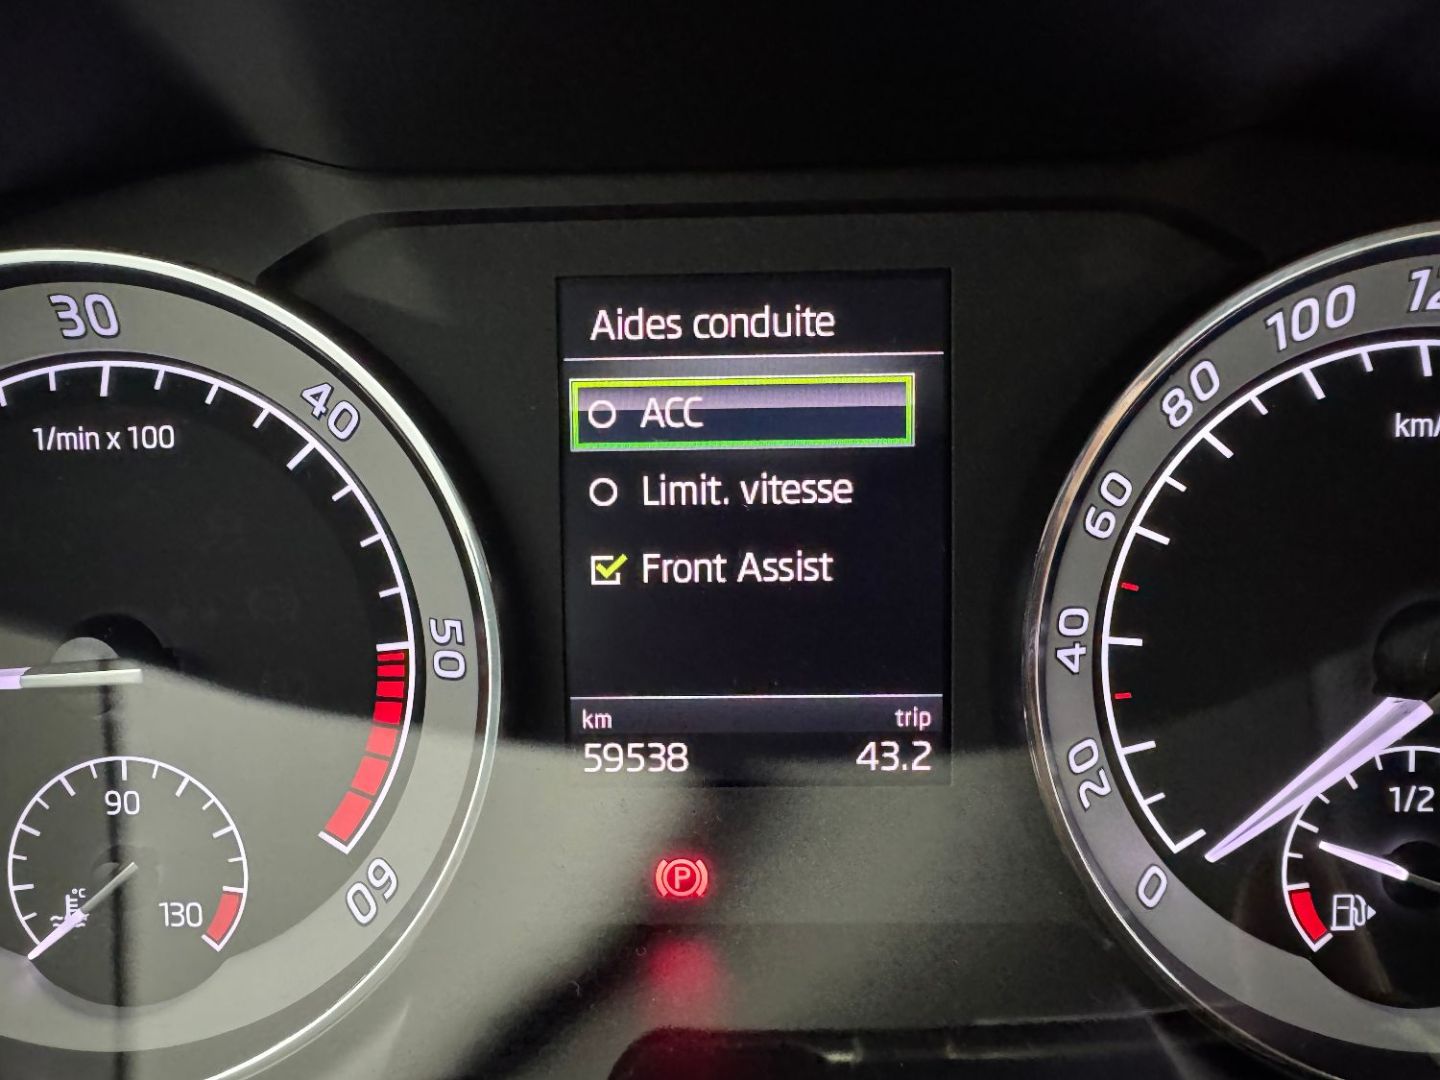 Aides conduite
ACC
Limit. vitesse
Front Assist
km trip
59538 43.2
30
40
50
60
1/min x 100
90
130
°C
P
100
80
60
40
20
0
km/
1/2